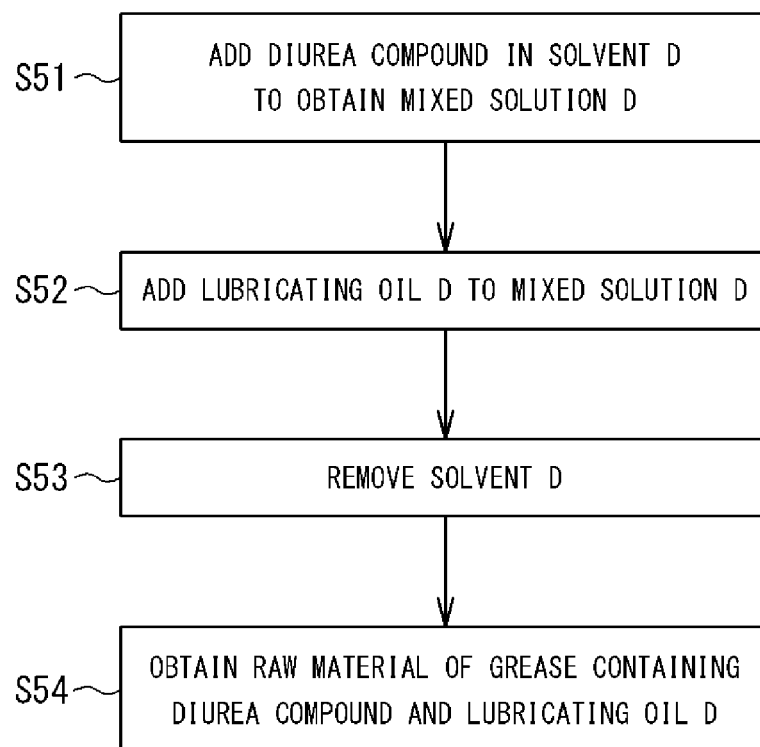 S51
ADD DIUREA COMPOUND IN SOLVENT D
TO OBTAIN MIXED SOLUTION D
S52
ADD LUBRICATING OIL D TO MIXED SOLUTION D
S53
REMOVE SOLVENT D
S54
OBTAIN RAW MATERIAL OF GREASE CONTAINING
DIUREA COMPOUND AND LUBRICATING OIL D